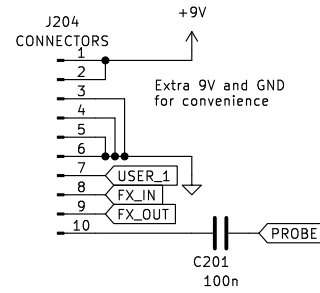 +9V
J204
CONNECTORS
1
2
3
4
5
6
7
8
9
10
Extra 9V and GND
for convenience
USER_1
FX_IN
FX_OUT
PROBE
C201
100n